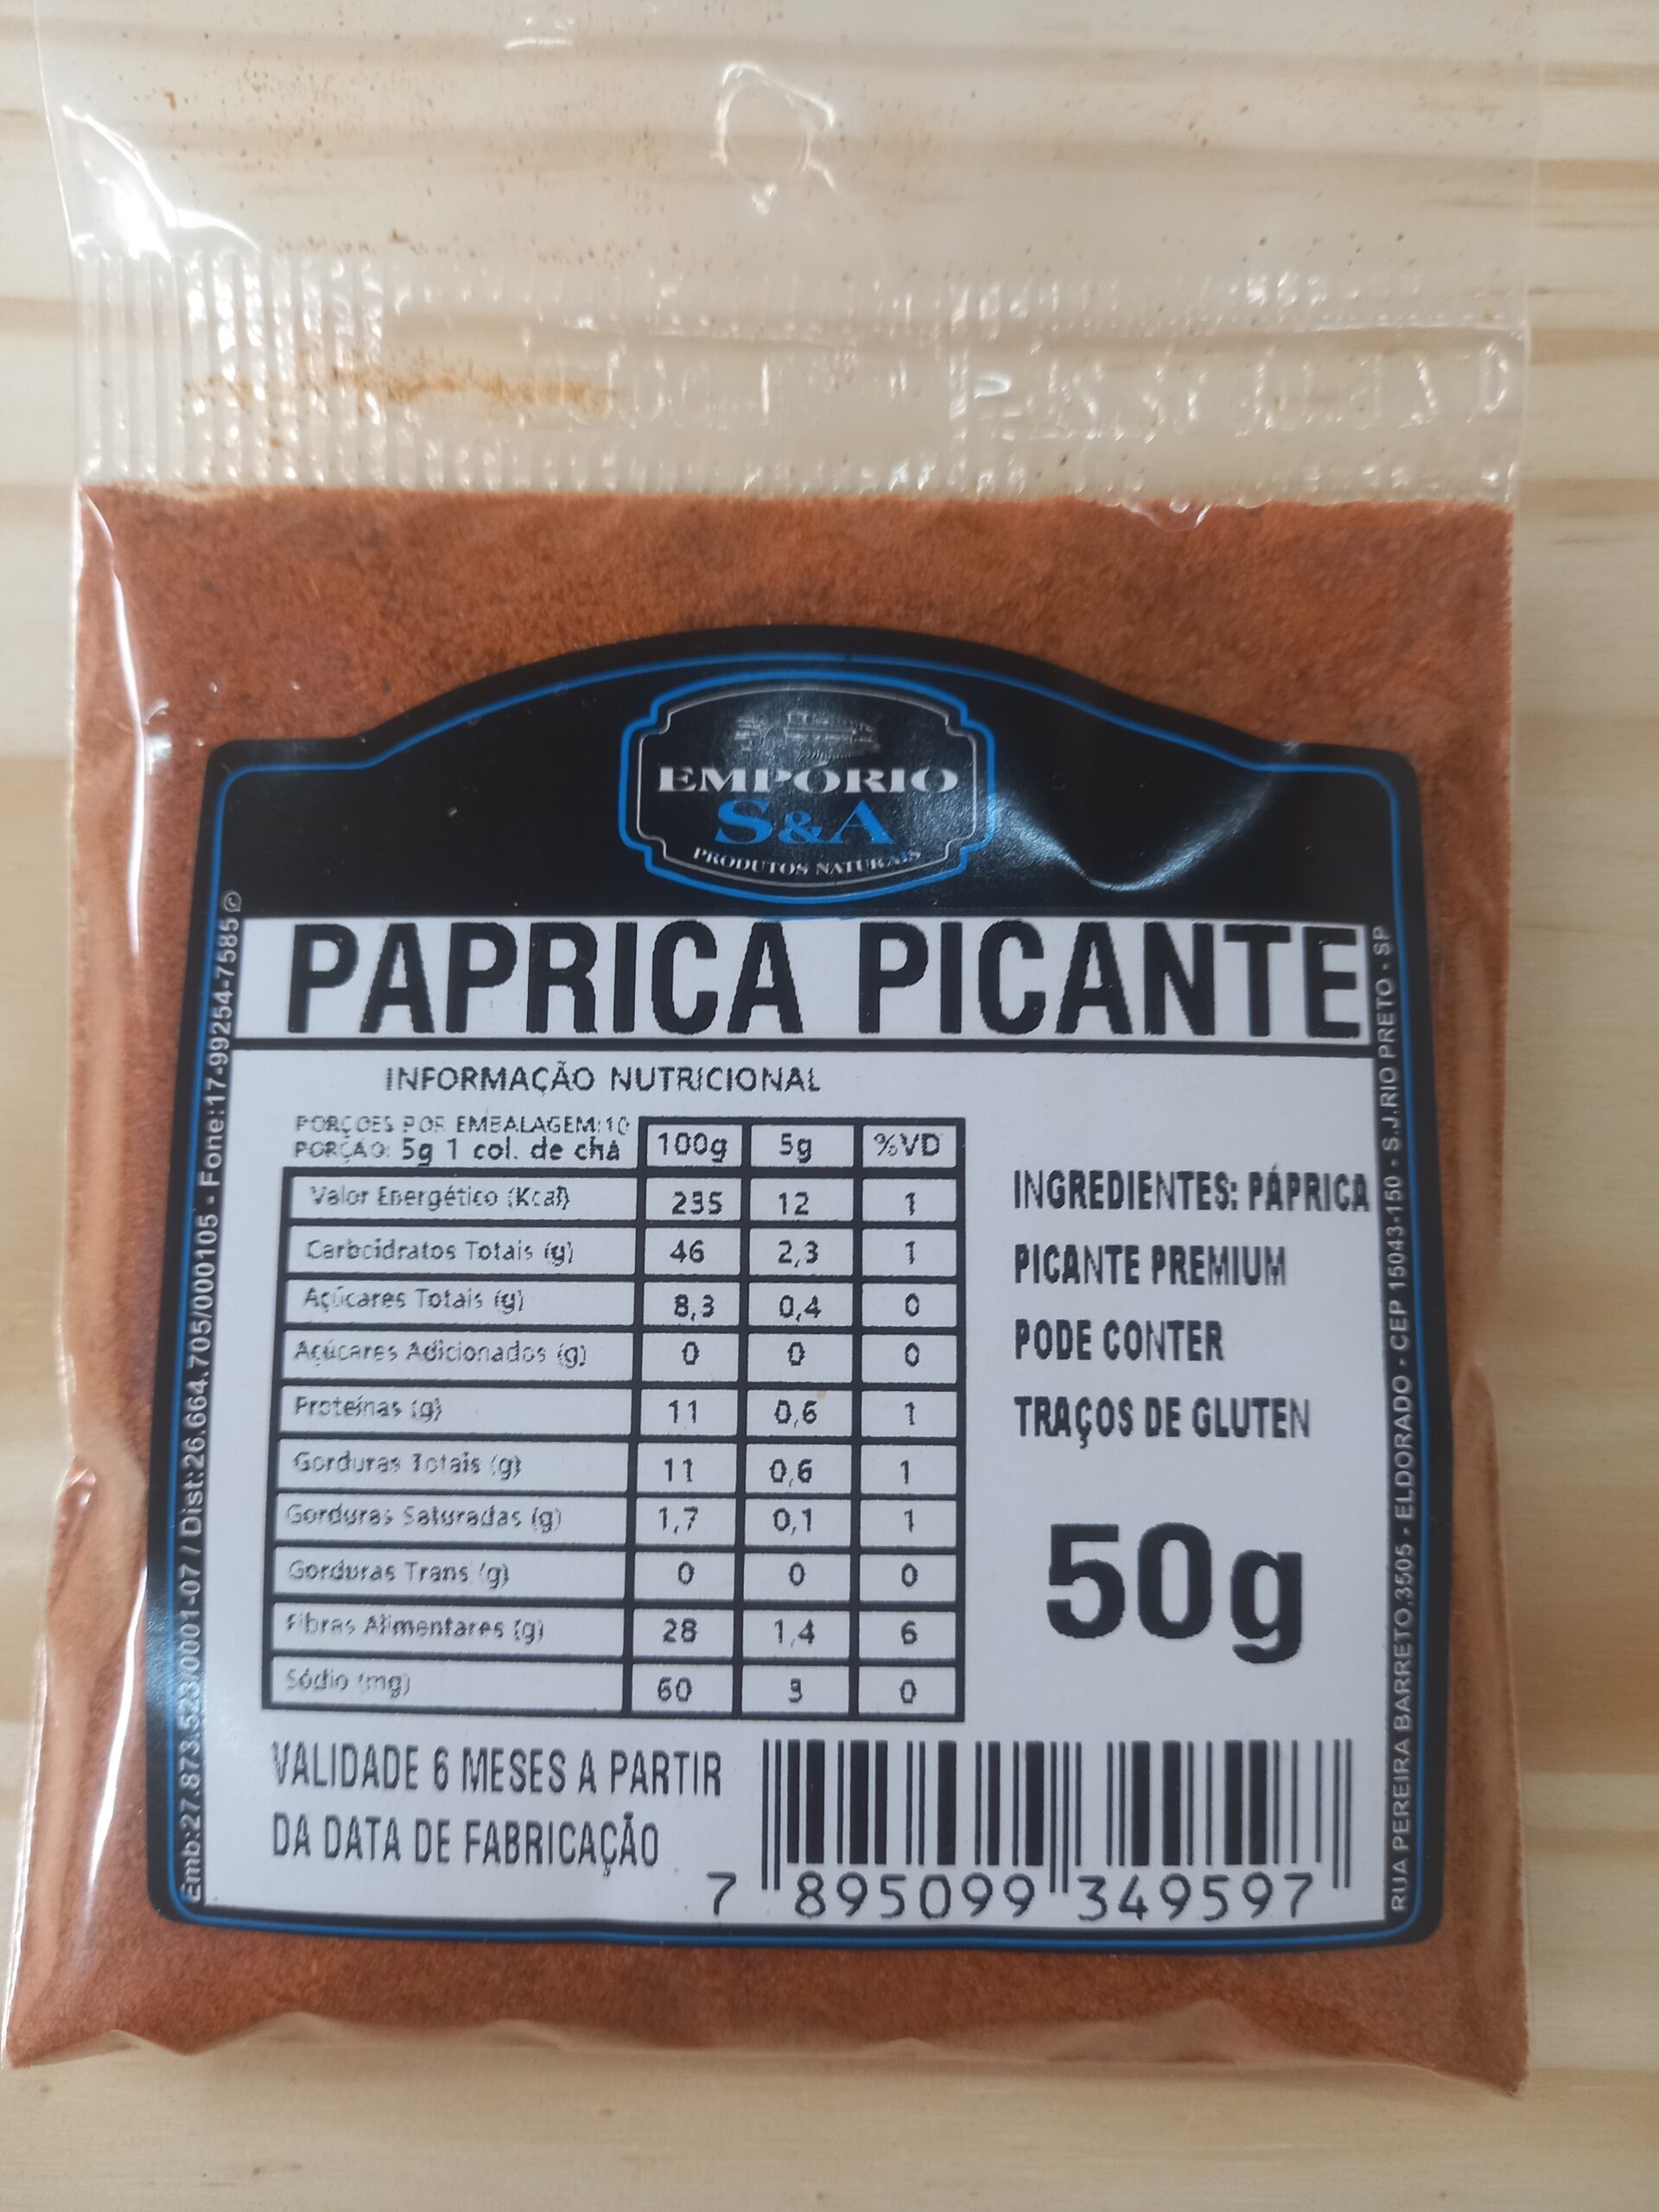 EMPÓRIO
S&A
PRODUTOS NATURAIS
PAPRICA PICANTE
INFORMAÇÃO NUTRICIONAL
PORÇOES POR EMBALAGEM:10
PORÇÃO: 5g 1 col. de chá 100g 5g %VD
Valor Energético (Kcal) 235 12 1
Carboidratos Totais (g) 46 2,3 1
Açúcares Totais (g) 8,3 0,4 0
Açúcares Adicionados (g) 0 0 0
Proteínas (g) 11 0,6 1
Gorduras Totais (g) 11 0,6 1
Gorduras Saturadas (g) 1,7 0,1 1
Gorduras Trans (g) 0 0 0
Fibras Alimentares (g) 28 1,4 6
Sódio (mg) 60 3 0
INGREDIENTES: PÁPRICA
PICANTE PREMIUM
PODE CONTER
TRAÇOS DE GLUTEN
50g
VALIDADE 6 MESES A PARTIR
DA DATA DE FABRICAÇÃO
7 895099 349597
Emb:27.873.523/0001-07 / Dist:26.664.705/000105 - Fone:17-99254-7585
RUA PEREIRA BARRETO.3505 - ELDORADO - CEP 15043-150 - S.J.RIO PRETO - SP